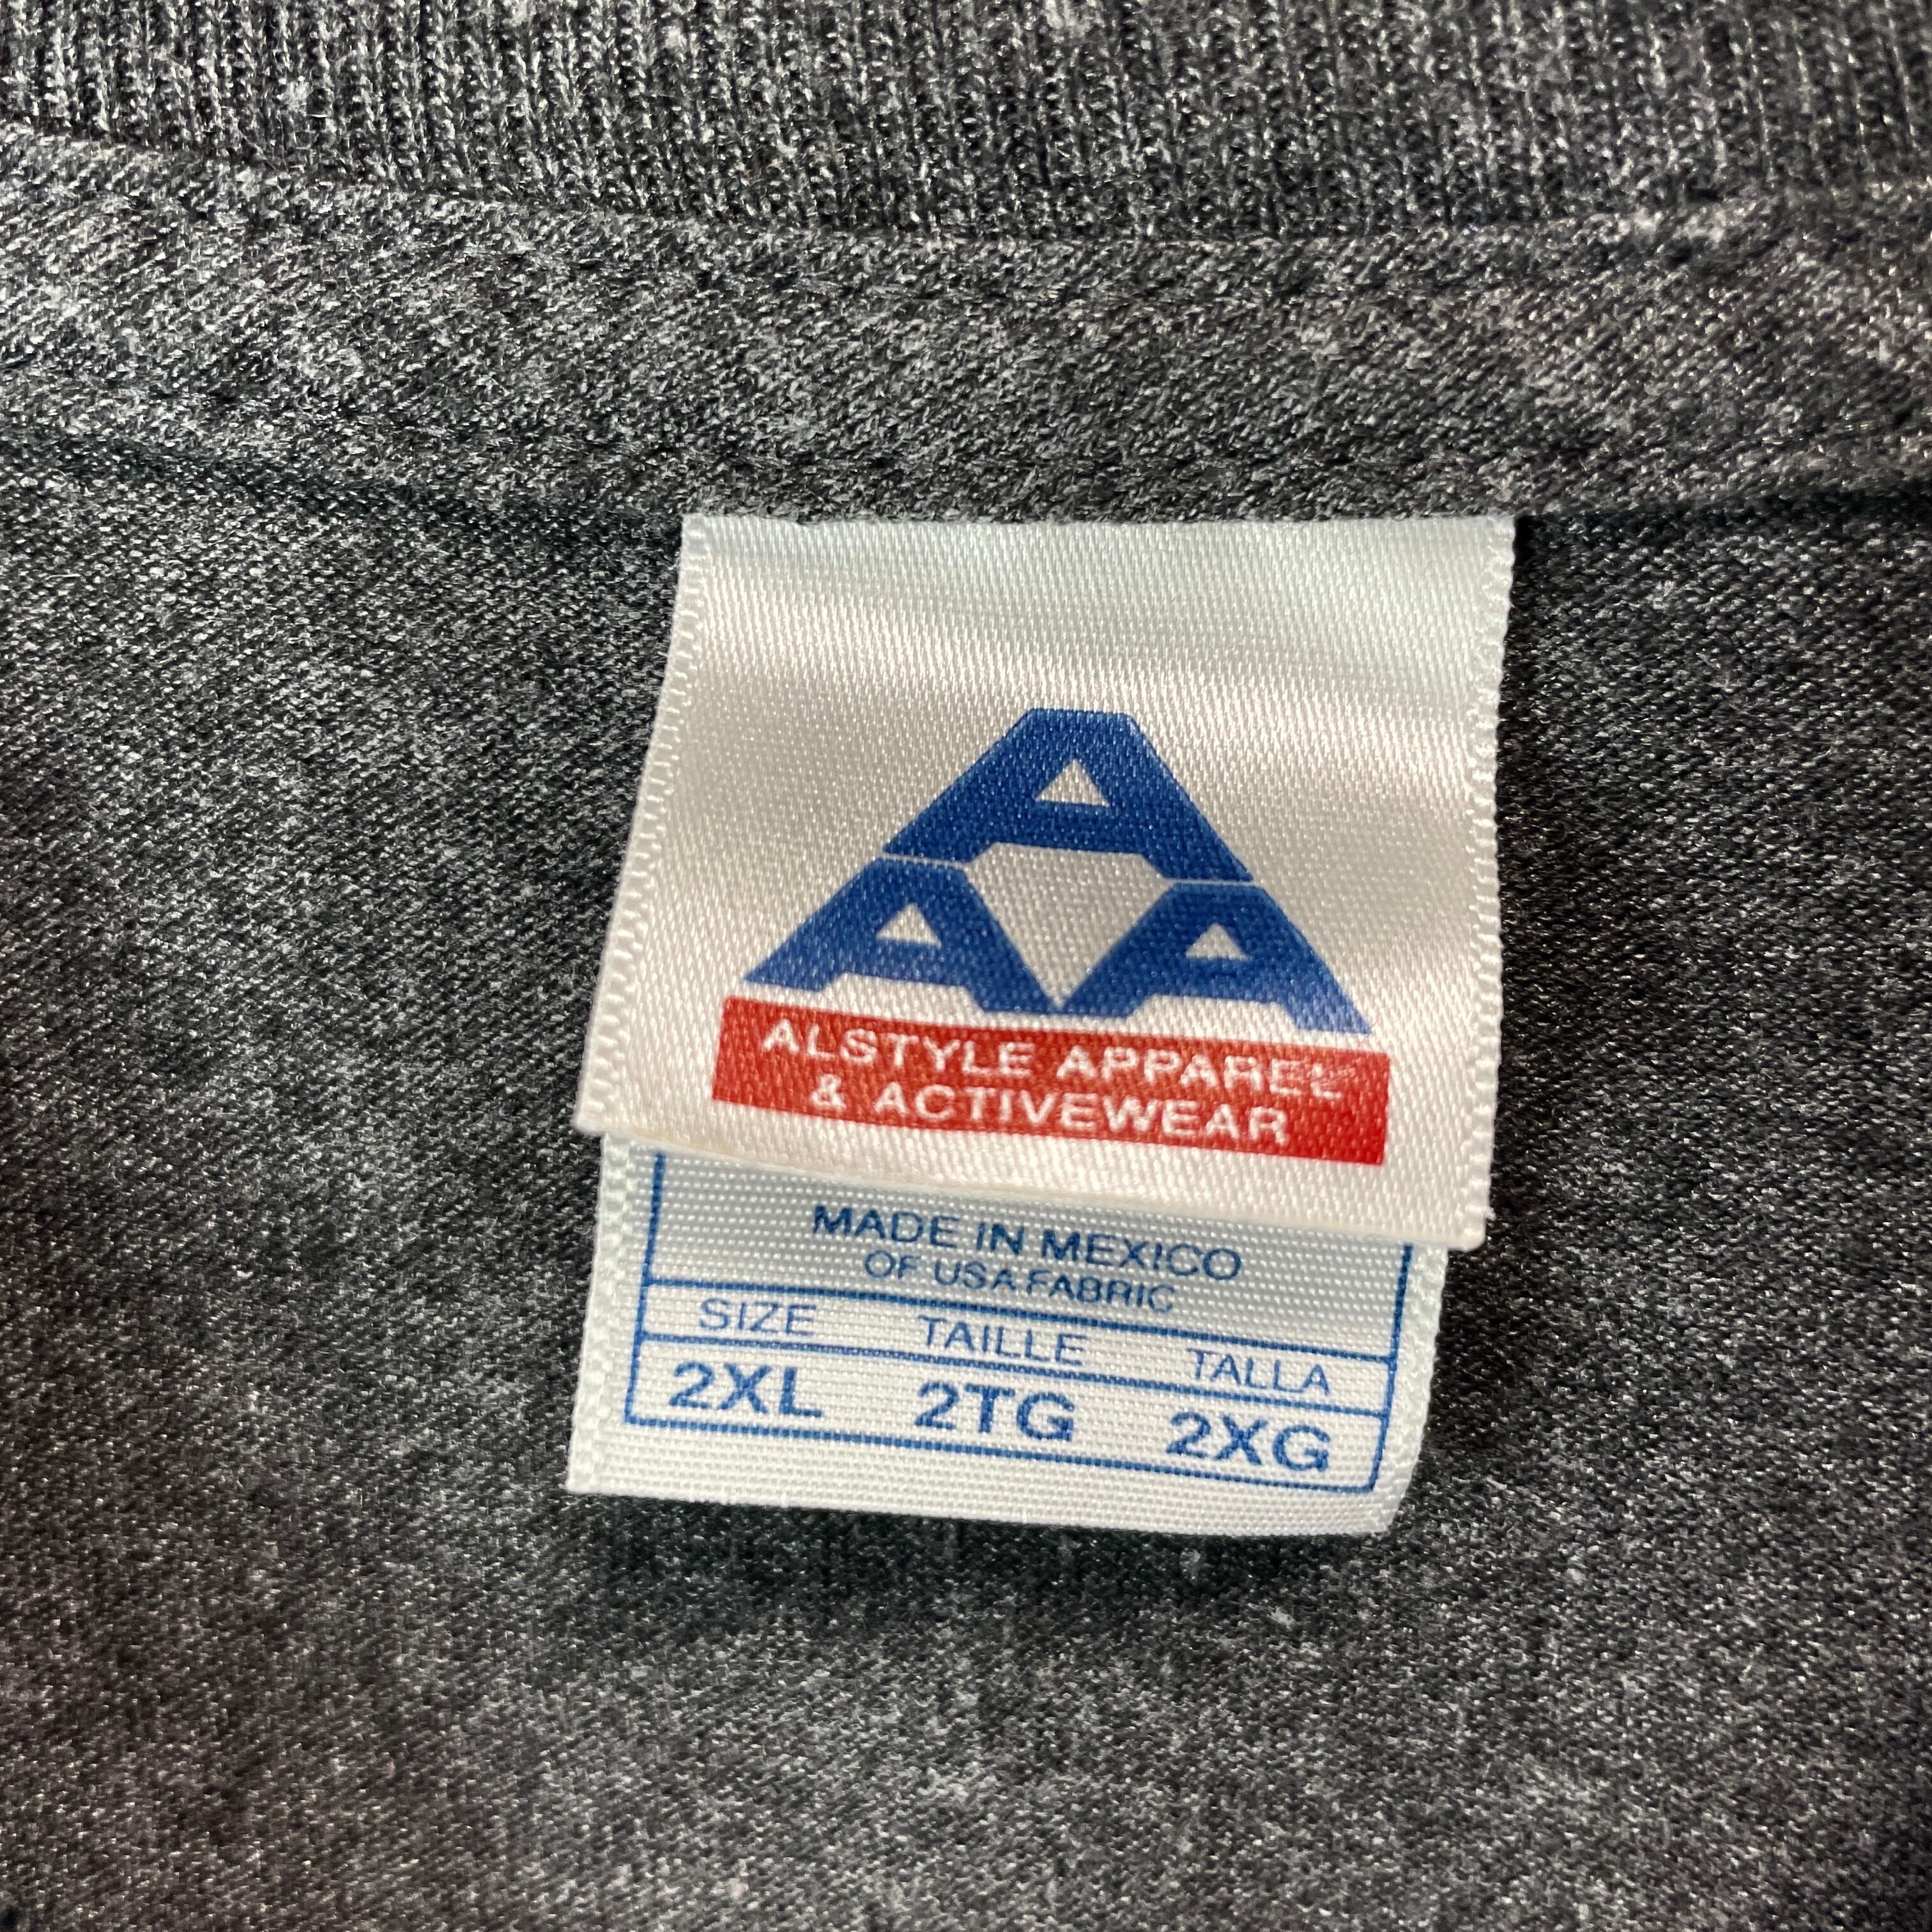 A
A A
ALSTYLE APPAREL
& ACTIVEWEAR
MADE IN MEXICO
OF USA FABRIC
SIZE TAILLE TALLA
2XL 2TG 2XG